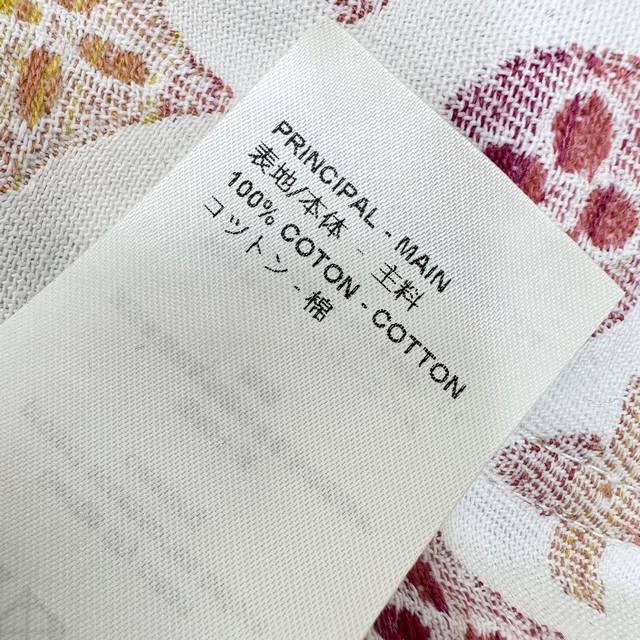 PRINCIPAL - MAIN
表地/本体 - 主料
100% COTON - COTTON
コットン - 棉